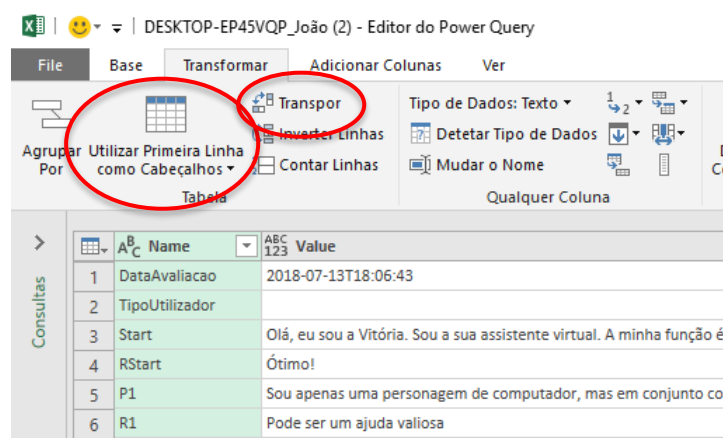 DESKTOP-EP45VQP_João (2) - Editor do Power Query
File Base Transformar Adicionar Colunas Ver
Agrupar Por
Utilizar Primeira Linha como Cabeçalhos
Transpor
Inverter Linhas
Contar Linhas
Tabela
Tipo de Dados: Texto
Detetar Tipo de Dados
Mudar o Nome
Qualquer Coluna
Consultas
ABC Name ABC 123 Value
1 DataAvaliacao 2018-07-13T18:06:43
2 TipoUtilizador
3 Start Olá, eu sou a Vitória. Sou a sua assistente virtual. A minha função é
4 RStart Ótimo!
5 P1 Sou apenas uma personagem de computador, mas em conjunto co
6 R1 Pode ser um ajuda valiosa